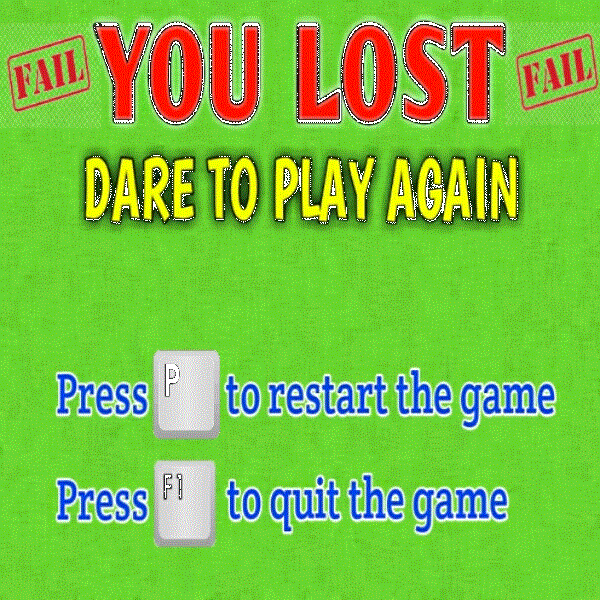 FAIL YOU LOST FAIL
DARE TO PLAY AGAIN
Press P to restart the game
Press F1 to quit the game